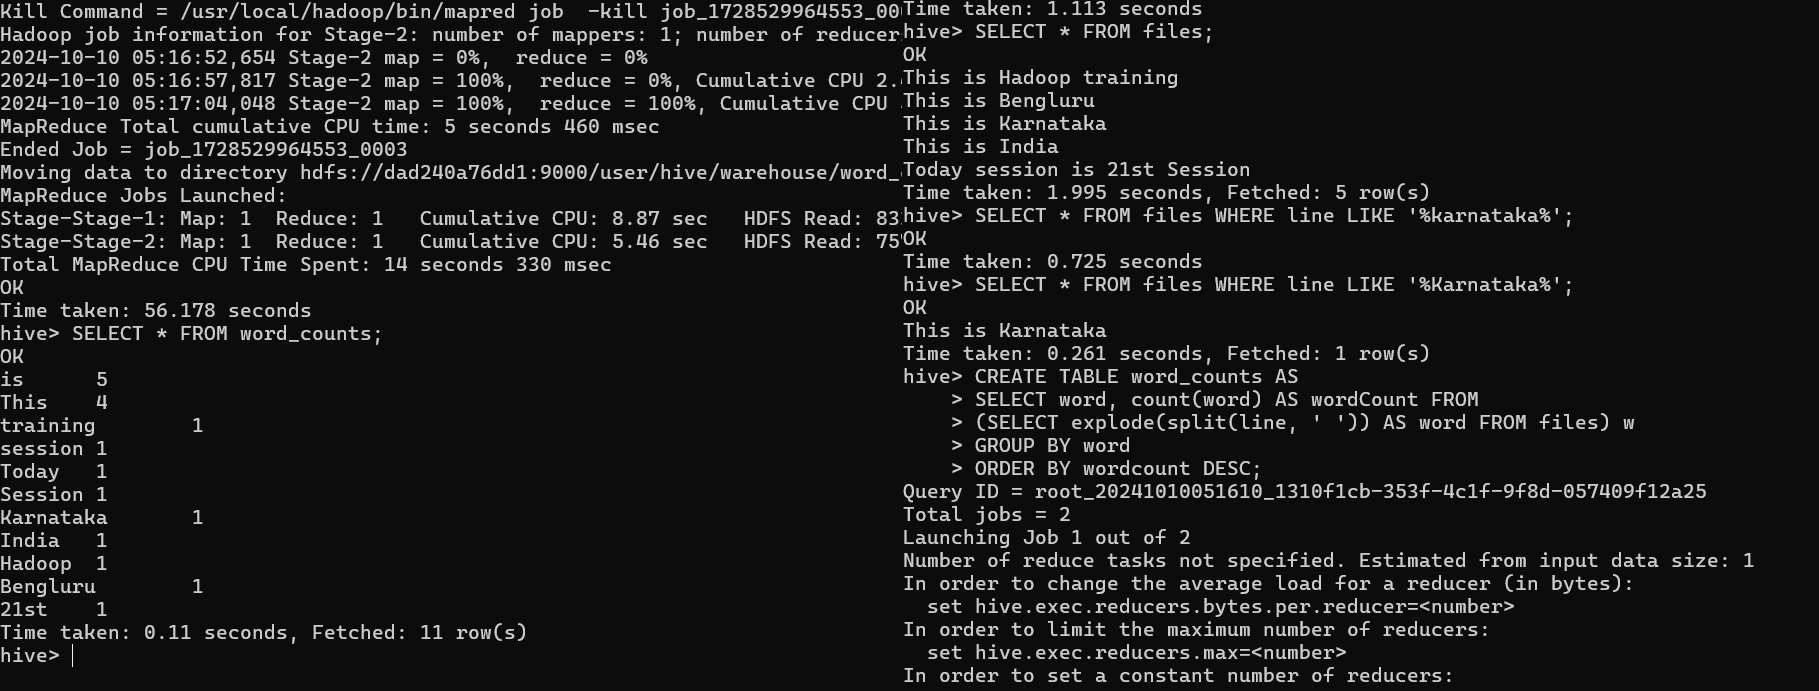 Kill Command = /usr/local/hadoop/bin/mapred job  -kill job_1728529964553_00
Hadoop job information for Stage-2: number of mappers: 1; number of reducer
2024-10-10 05:16:52,654 Stage-2 map = 0%,  reduce = 0%
2024-10-10 05:16:57,817 Stage-2 map = 100%,  reduce = 0%, Cumulative CPU 2.
2024-10-10 05:17:04,048 Stage-2 map = 100%,  reduce = 100%, Cumulative CPU
MapReduce Total cumulative CPU time: 5 seconds 460 msec
Ended Job = job_1728529964553_0003
Moving data to directory hdfs://dad240a76dd1:9000/user/hive/warehouse/word_
MapReduce Jobs Launched:
Stage-Stage-1: Map: 1  Reduce: 1   Cumulative CPU: 8.87 sec   HDFS Read: 83
Stage-Stage-2: Map: 1  Reduce: 1   Cumulative CPU: 5.46 sec   HDFS Read: 75
Total MapReduce CPU Time Spent: 14 seconds 330 msec
OK
Time taken: 56.178 seconds
hive> SELECT * FROM word_counts;
OK
is      5
This    4
training        1
session 1
Today   1
Session 1
Karnataka       1
India   1
Hadoop  1
Bengluru        1
21st    1
Time taken: 0.11 seconds, Fetched: 11 row(s)
hive>
Time taken: 1.113 seconds
hive> SELECT * FROM files;
OK
This is Hadoop training
This is Bengluru
This is Karnataka
This is India
Today session is 21st Session
Time taken: 1.995 seconds, Fetched: 5 row(s)
hive> SELECT * FROM files WHERE line LIKE '%karnataka%';
OK
Time taken: 0.725 seconds
hive> SELECT * FROM files WHERE line LIKE '%Karnataka%';
OK
This is Karnataka
Time taken: 0.261 seconds, Fetched: 1 row(s)
hive> CREATE TABLE word_counts AS
    > SELECT word, count(word) AS wordCount FROM
    > (SELECT explode(split(line, ' ')) AS word FROM files) w
    > GROUP BY word
    > ORDER BY wordcount DESC;
Query ID = root_20241010051610_1310f1cb-353f-4c1f-9f8d-057409f12a25
Total jobs = 2
Launching Job 1 out of 2
Number of reduce tasks not specified. Estimated from input data size: 1
In order to change the average load for a reducer (in bytes):
  set hive.exec.reducers.bytes.per.reducer=<number>
In order to limit the maximum number of reducers:
  set hive.exec.reducers.max=<number>
In order to set a constant number of reducers: